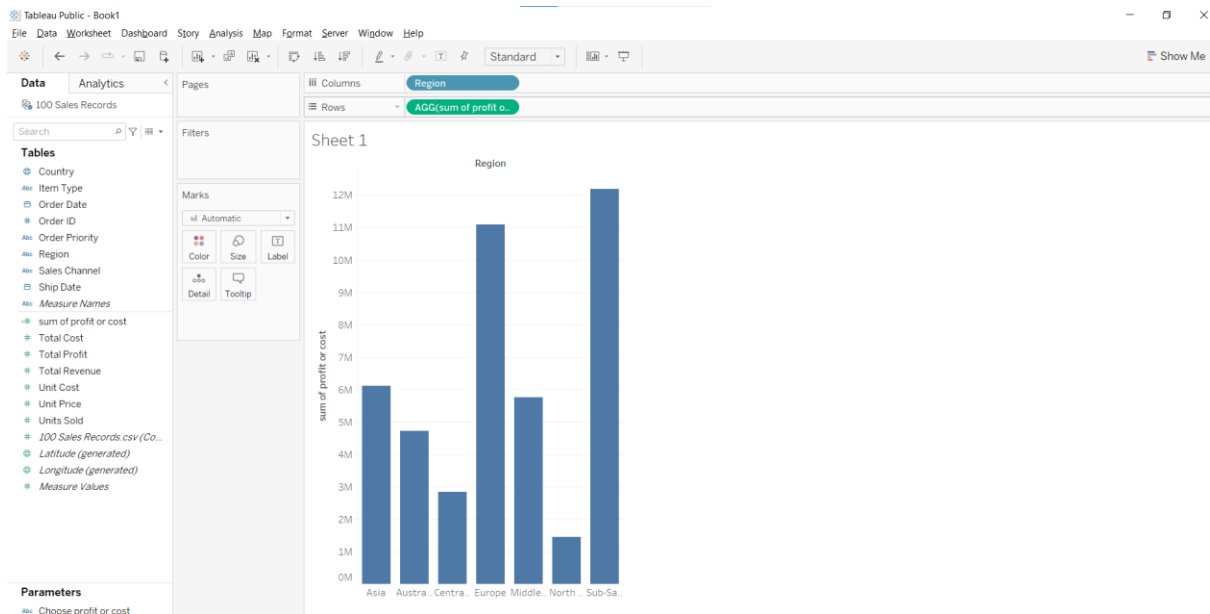 Tableau Public - Book1
File Data Worksheet Dashboard Story Analysis Map Format Server Window Help
Standard
Show Me
Data Analytics
100 Sales Records
Search
Tables
Country
Abc Item Type
Order Date
# Order ID
Abc Order Priority
Abc Region
Abc Sales Channel
Ship Date
Abc Measure Names
=# sum of profit or cost
# Total Cost
# Total Profit
# Total Revenue
# Unit Cost
# Unit Price
# Units Sold
# 100 Sales Records.csv (Co...
Latitude (generated)
Longitude (generated)
# Measure Values
Parameters
Abc Choose profit or cost
Pages
Filters
Marks
Automatic
Color Size Label
Detail Tooltip
Columns Region
Rows AGG(sum of profit o..
Sheet 1
Region
sum of profit or cost
12M
11M
10M
9M
8M
7M
6M
5M
4M
3M
2M
1M
0M
Asia Austra.. Centra.. Europe Middle.. North .. Sub-Sa..